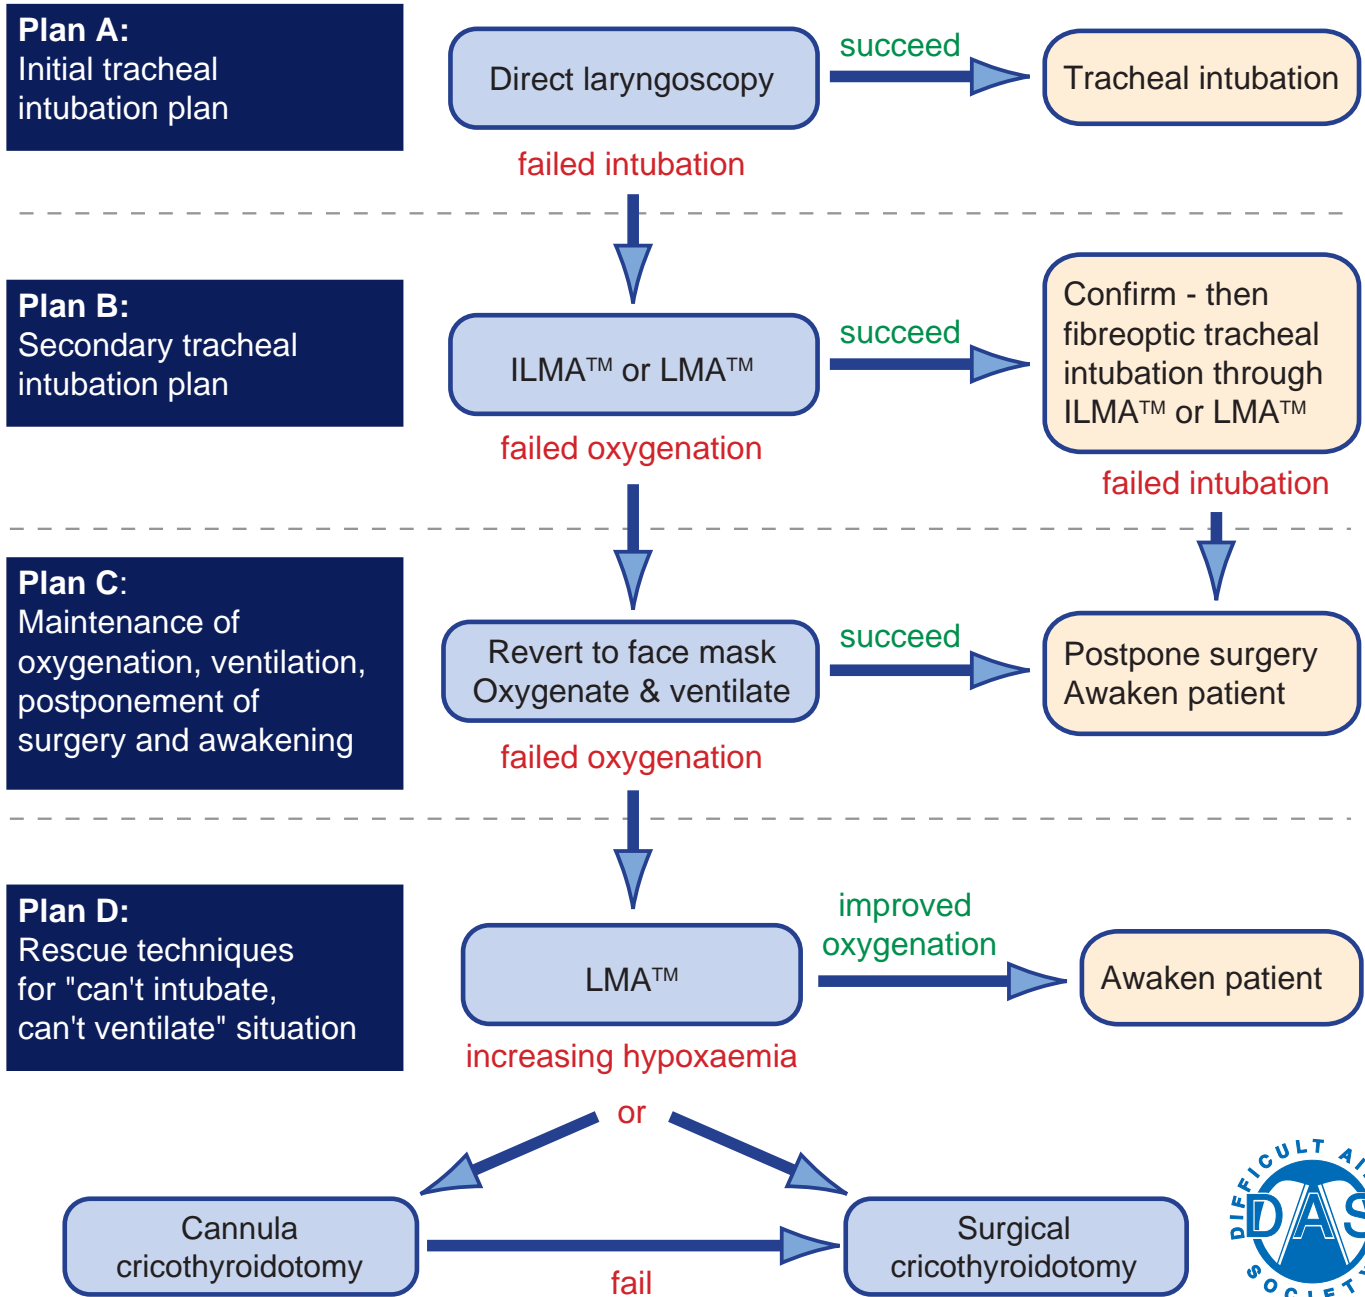 Plan A:
Initial tracheal
intubation plan
Direct laryngoscopy
succeed
Tracheal intubation
failed intubation
Plan B:
Secondary tracheal
intubation plan
ILMA™ or LMA™
succeed
Confirm - then
fibreoptic tracheal
intubation through
ILMA™ or LMA™
failed oxygenation
failed intubation
Plan C:
Maintenance of
oxygenation, ventilation,
postponement of
surgery and awakening
Revert to face mask
Oxygenate & ventilate
succeed
Postpone surgery
Awaken patient
failed oxygenation
Plan D:
Rescue techniques
for "can't intubate,
can't ventilate" situation
LMA™
improved
oxygenation
Awaken patient
increasing hypoxaemia
or
Cannula
cricothyroidotomy
fail
Surgical
cricothyroidotomy
DIFFICULT
DAS
SOCIETY